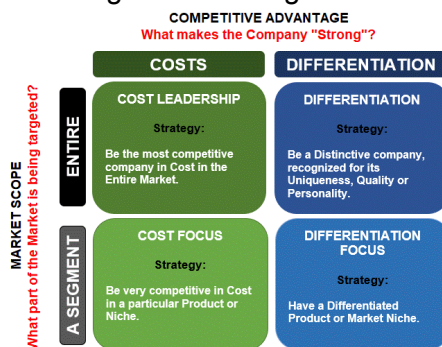 COMPETITIVE ADVANTAGE
What makes the Company "Strong"?
COSTS
DIFFERENTIATION
MARKET SCOPE
What part of the Market is being targeted?
ENTIRE
COST LEADERSHIP
Strategy:
Be the most competitive
company in Cost in the
Entire Market.
DIFFERENTIATION
Strategy:
Be a Distinctive company,
recognized for its
Uniqueness, Quality or
Personality.
A SEGMENT
COST FOCUS
Strategy:
Be very competitive in Cost
in a particular Product or
Niche.
DIFFERENTIATION
FOCUS
Strategy:
Have a Differentiated
Product or Market Niche.